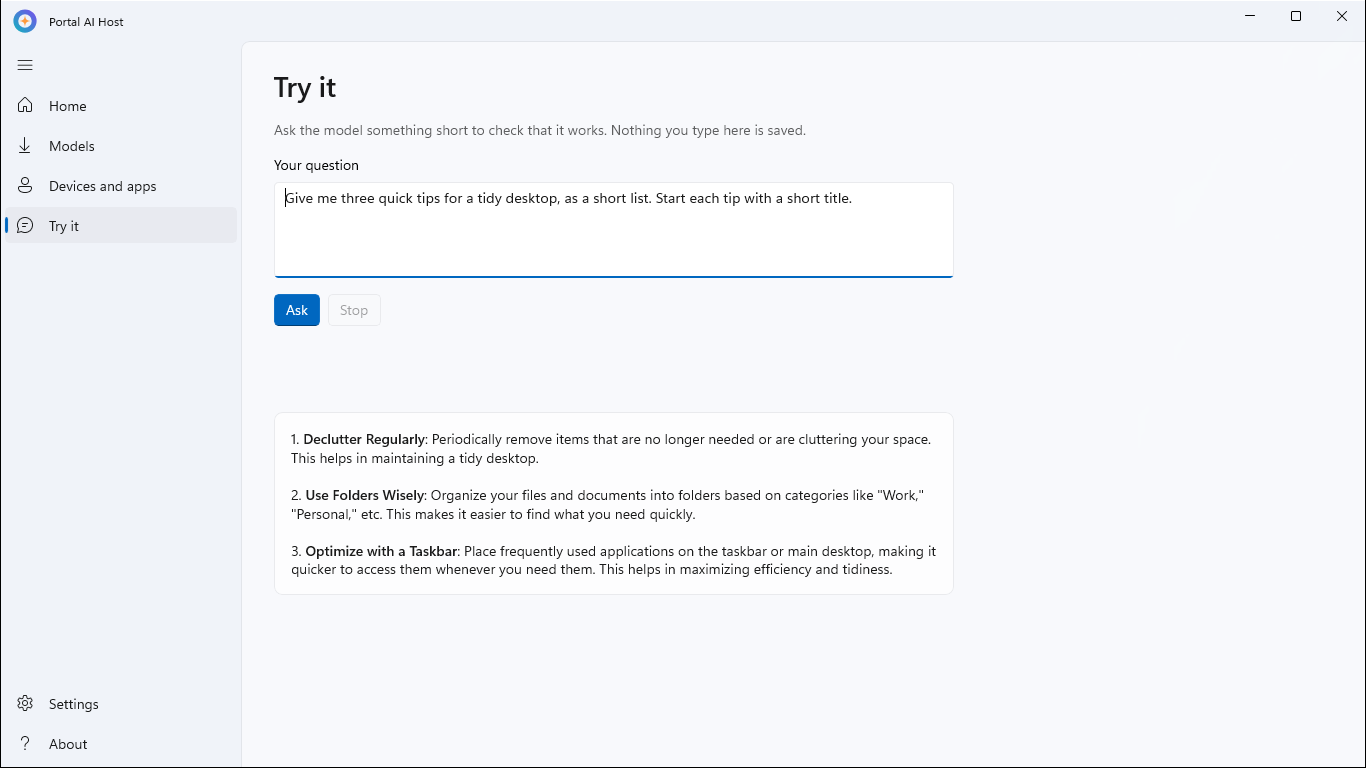 Portal AI Host
Home
Models
Devices and apps
Try it
Settings
? About
Try it
Ask the model something short to check that it works. Nothing you type here is saved.
Your question
Give me three quick tips for a tidy desktop, as a short list. Start each tip with a short title.
Ask
Stop
1. Declutter Regularly: Periodically remove items that are no longer needed or are cluttering your space.
This helps in maintaining a tidy desktop.
2. Use Folders Wisely: Organize your files and documents into folders based on categories like "Work,"
"Personal," etc. This makes it easier to find what you need quickly.
3. Optimize with a Taskbar: Place frequently used applications on the taskbar or main desktop, making it
quicker to access them whenever you need them. This helps in maximizing efficiency and tidiness.